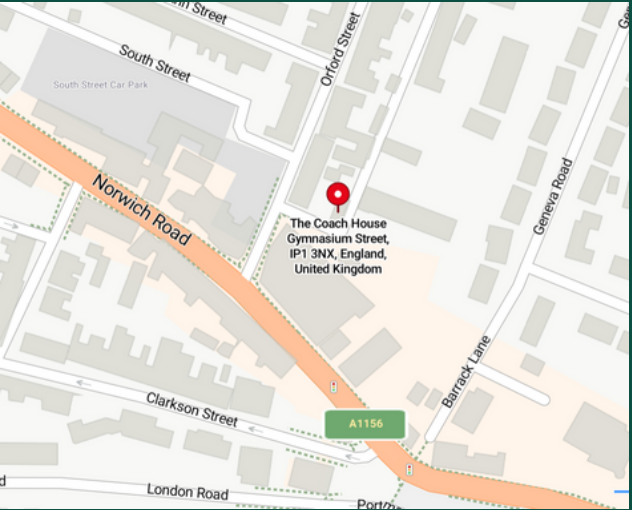 South Street
Orford Street
South Street Car Park
Norwich Road
Geneva Road
The Coach House
Gymnasium Street,
IP1 3NX, England,
United Kingdom
Barrack Lane
Clarkson Street
A1156
London Road